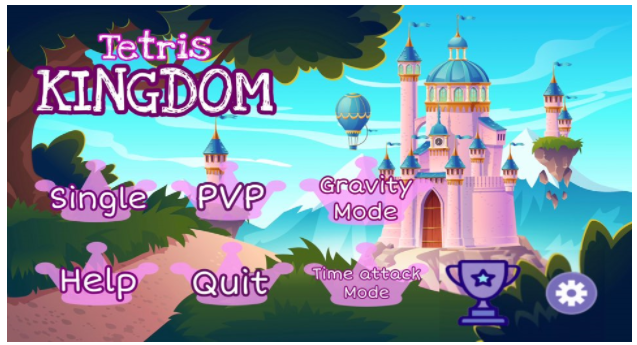 Tetris
KINGDOM
Single
PVP
Gravity
Mode
Help
Quit
Time attack
Mode